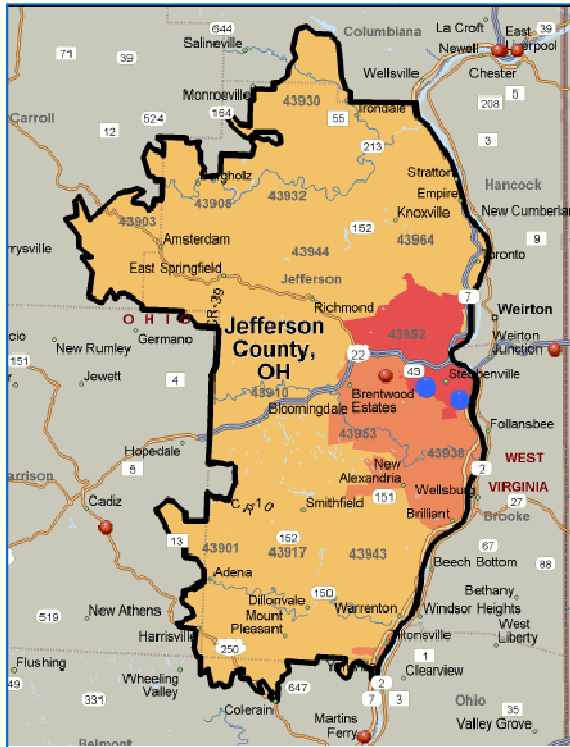 644
Columbiana
La Croft
East
Liverpool
39
Salineville
71
39
Newell
Wellsville
Chester
Monroeville
43930
5
164
55
Irondale
208
Carroll
524
12
213
3
Stratton
Hancock
43908
43932
Empire
43903
Knoxville
New Cumberland
152
43964
Amsterdam
9
43944
East Springfield
Jefferson
7
Richmond
Weirton
OHIO
SR-39
Jefferson
County,
OH
43952
Weirton
Junction
Germano
New Rumley
22
151
43
Jewett
4
Brentwood
Estates
43910
Bloomingdale
Follansbee
43953
43938
Hopedale
WEST
VIRGINIA
5
New
Alexandria
2
151
Wellsburg
27
Cadiz
Smithfield
Brilliant
Brooke
13
152
67
43901
43917
43943
88
Adena
Beech Bottom
Bethany
150
Dillonvale
Warrenton
Windsor Heights
519
New Athens
Mount
Pleasant
West
Liberty
Harrisville
250
1
Flushing
Wheeling
Valley
Clearview
49
331
647
2
7
3
Ohio
Colerain
35
Martins
Ferry
Valley Grove
Belmont